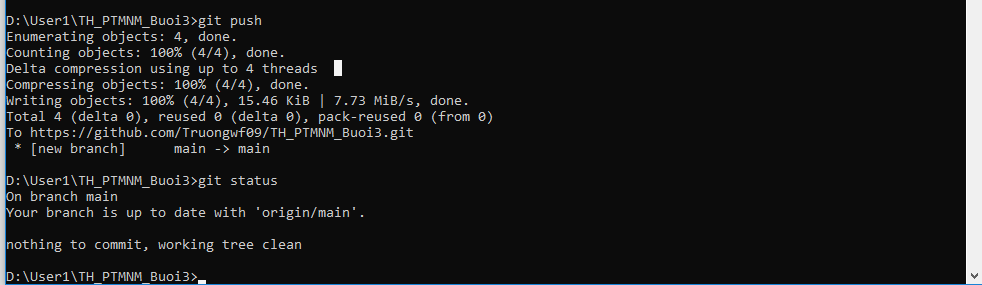 D:\User1\TH_PTMNM_Buoi3>git push
Enumerating objects: 4, done.
Counting objects: 100% (4/4), done.
Delta compression using up to 4 threads
Compressing objects: 100% (4/4), done.
Writing objects: 100% (4/4), 15.46 KiB | 7.73 MiB/s, done.
Total 4 (delta 0), reused 0 (delta 0), pack-reused 0 (from 0)
To https://github.com/Truongwf09/TH_PTMNM_Buoi3.git
 * [new branch]      main -> main
D:\User1\TH_PTMNM_Buoi3>git status
On branch main
Your branch is up to date with 'origin/main'.
nothing to commit, working tree clean
D:\User1\TH_PTMNM_Buoi3>